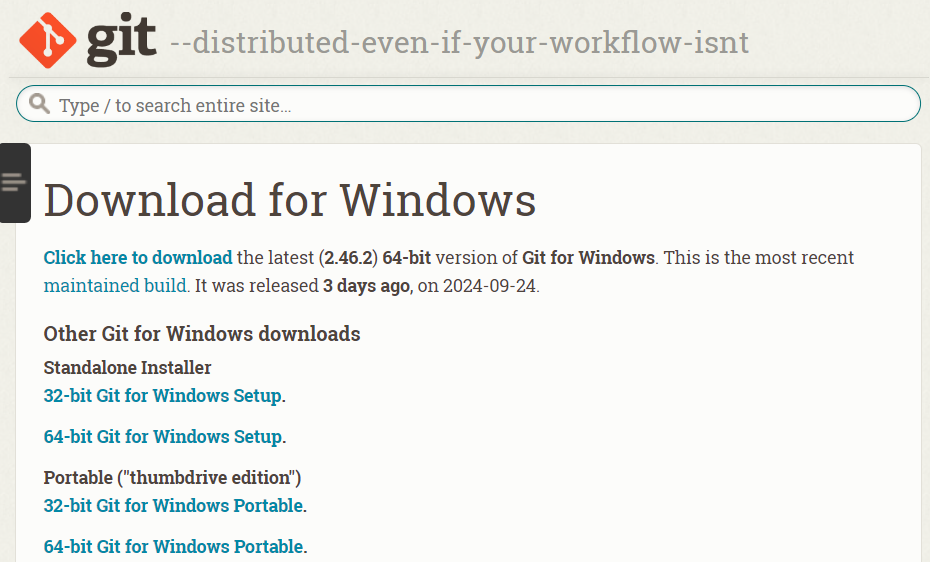 git --distributed-even-if-your-workflow-isnt
Type / to search entire site...
Download for Windows
Click here to download the latest (2.46.2) 64-bit version of Git for Windows. This is the most recent
maintained build. It was released 3 days ago, on 2024-09-24.
Other Git for Windows downloads
Standalone Installer
32-bit Git for Windows Setup.
64-bit Git for Windows Setup.
Portable ("thumbdrive edition")
32-bit Git for Windows Portable.
64-bit Git for Windows Portable.